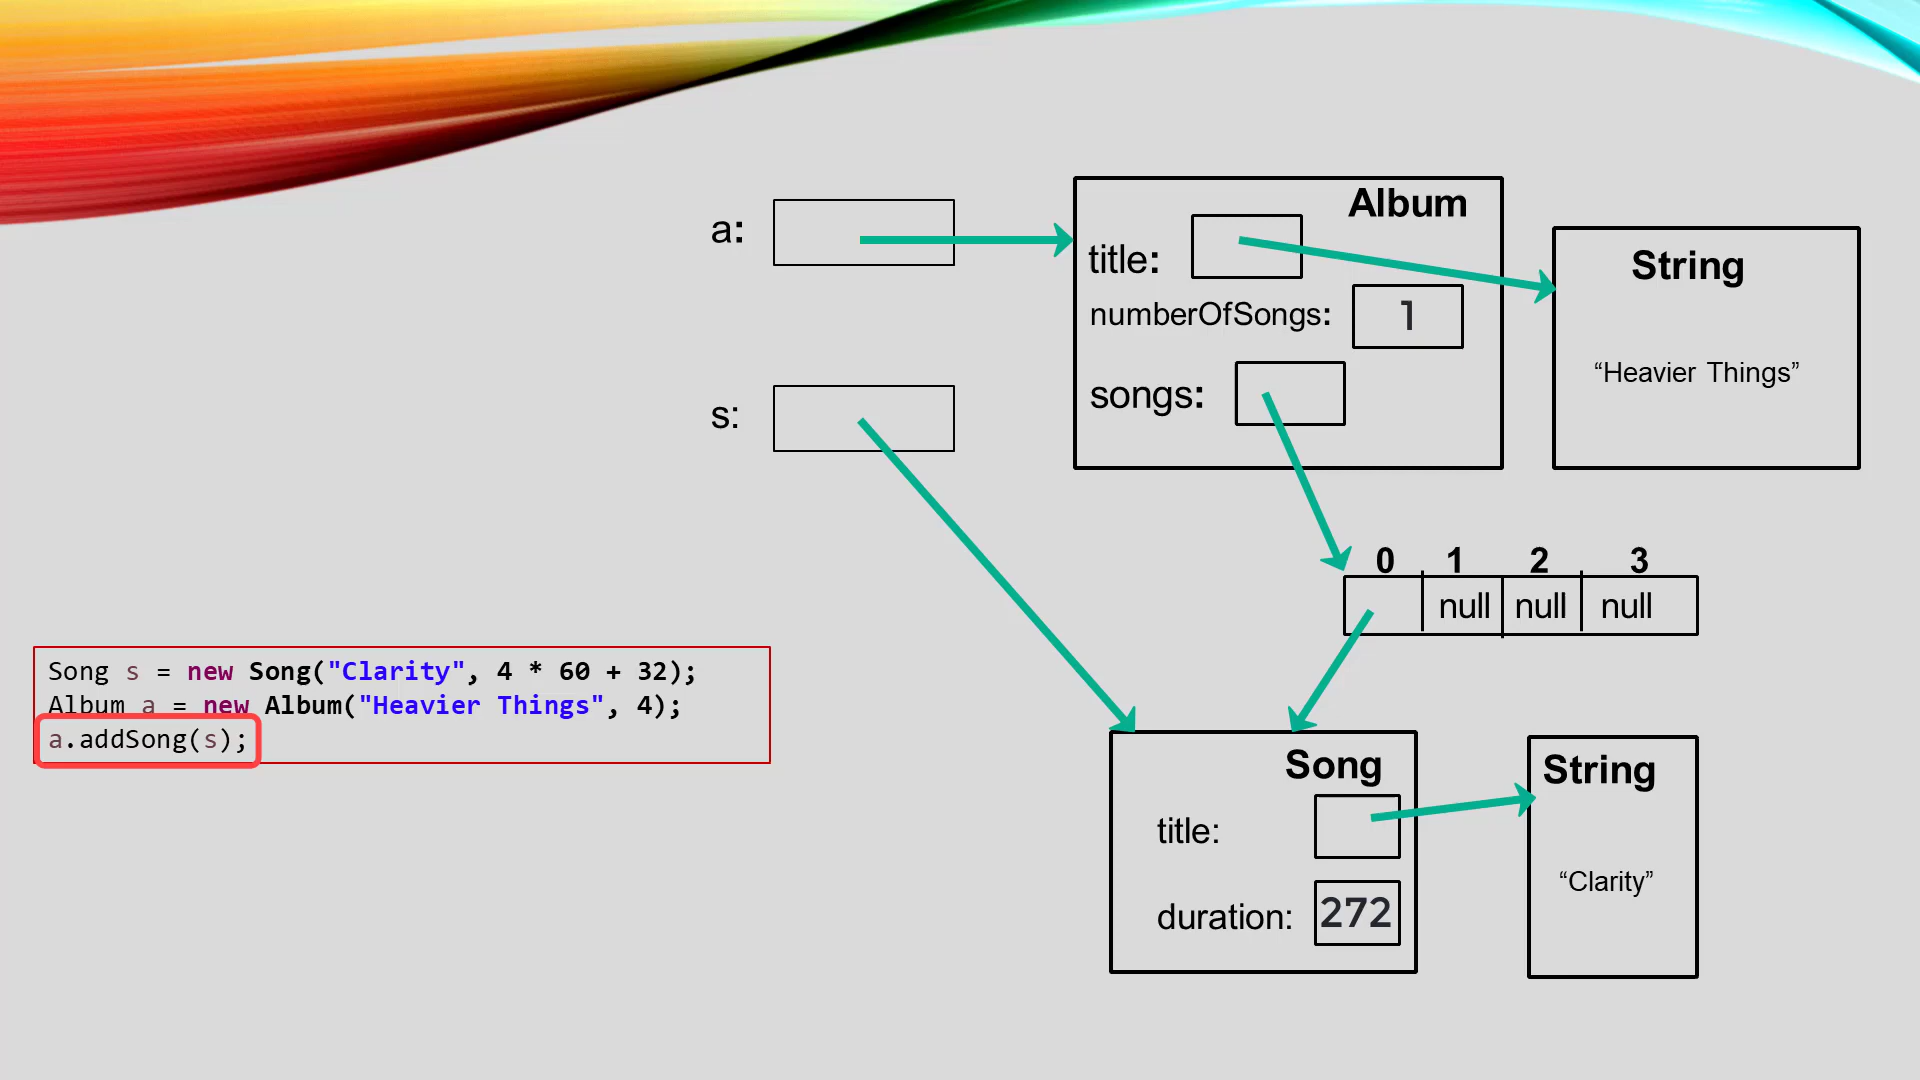 a:
Album
title:
numberOfSongs: 1
songs:
String
“Heavier Things”
s:
0 1 2 3
null null null
Song s = new Song("Clarity", 4 * 60 + 32);
Album a = new Album("Heavier Things", 4);
a.addSong(s);
Song
title:
duration: 272
String
“Clarity”